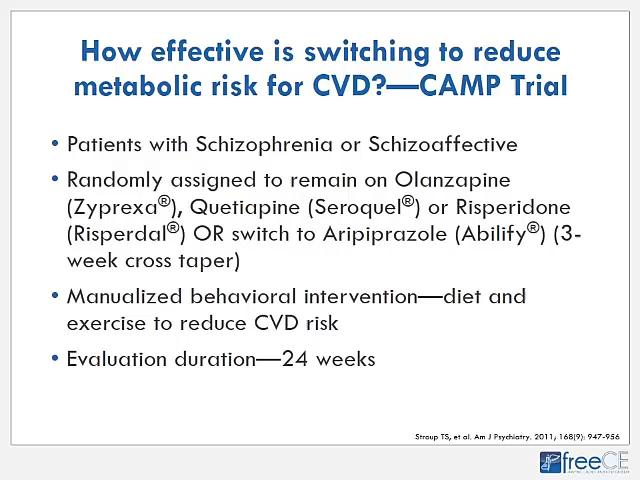 How effective is switching to reduce
metabolic risk for CVD?—CAMP Trial
• Patients with Schizophrenia or Schizoaffective
• Randomly assigned to remain on Olanzapine
(Zyprexa®), Quetiapine (Seroquel®) or Risperidone
(Risperdal®) OR switch to Aripiprazole (Abilify®) (3-
week cross taper)
• Manualized behavioral intervention—diet and
exercise to reduce CVD risk
• Evaluation duration—24 weeks
Stroup TS, et al. Am J Psychiatry. 2011; 168(9): 947-956
freeCE